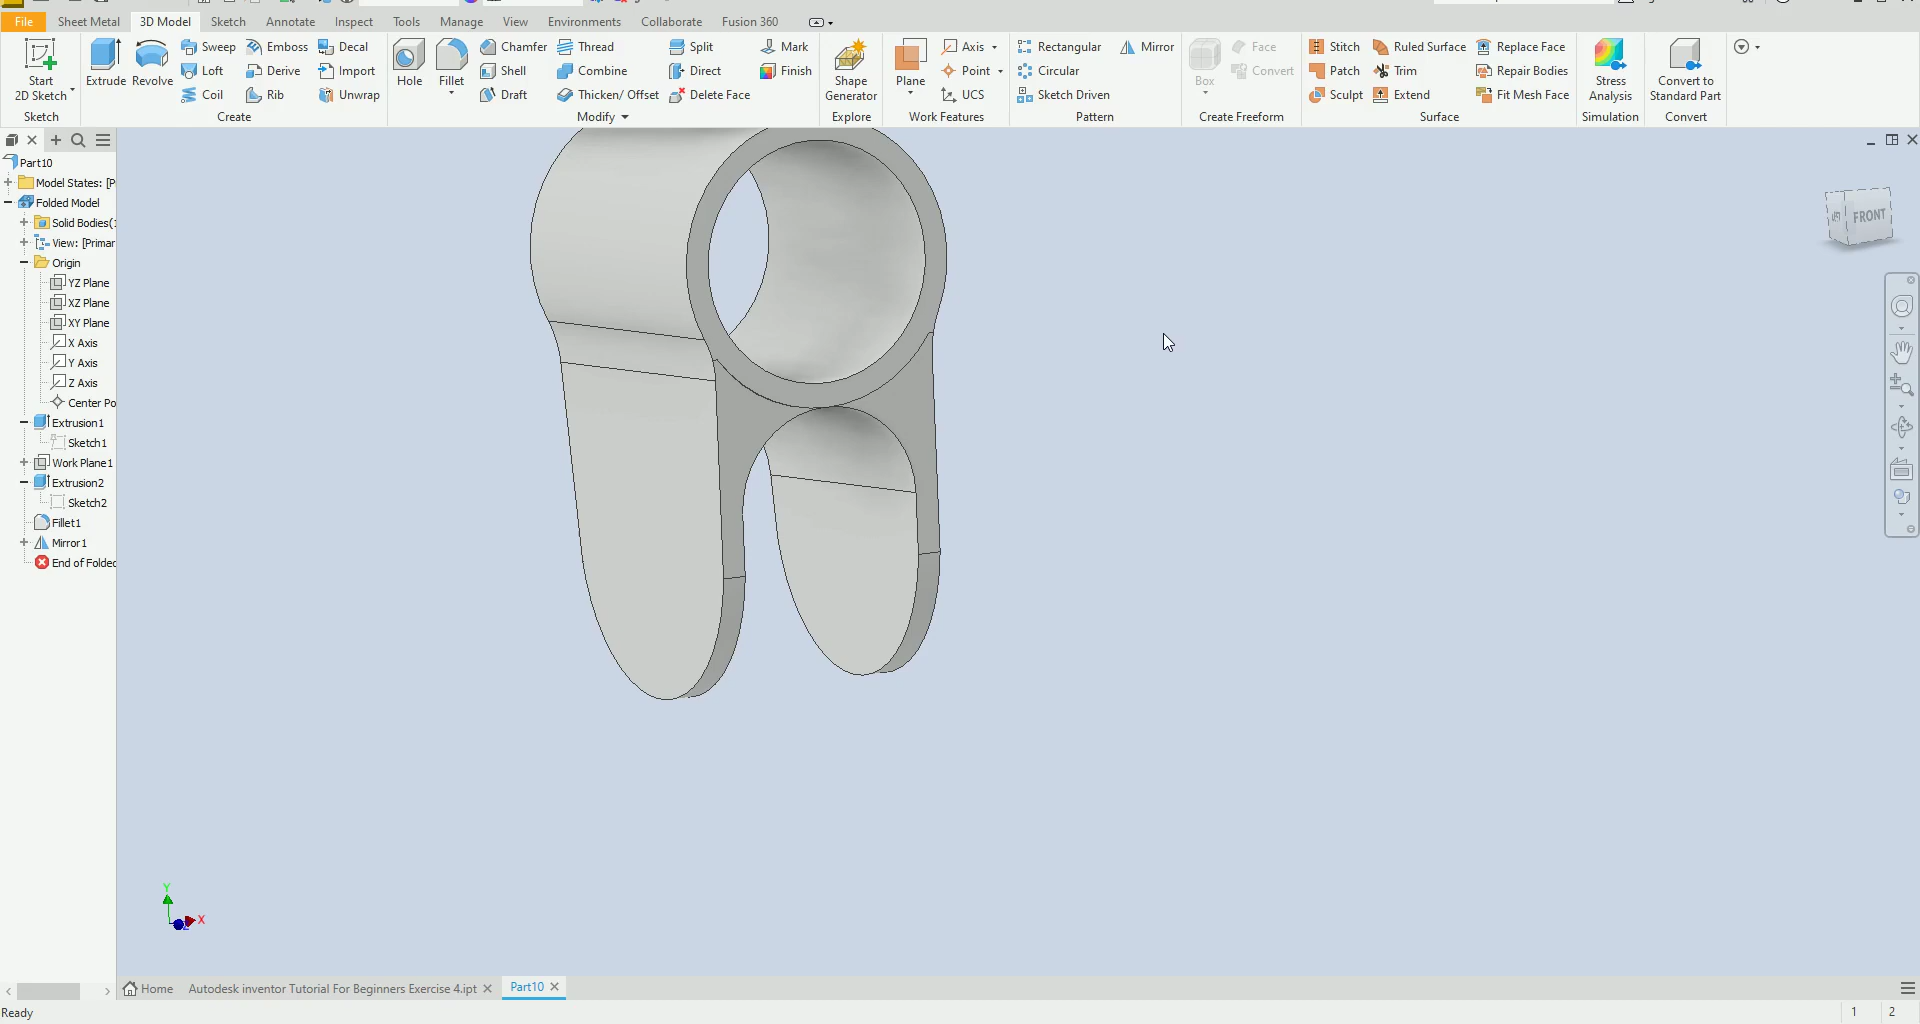 File Sheet Metal 3D Model Sketch Annotate Inspect Tools Manage View Environments Collaborate Fusion 360
Start 2D Sketch
Sketch
Extrude
Revolve
Sweep Emboss Decal
Loft Derive Import
Coil Rib Unwrap
Create
Hole
Fillet
Chamfer Thread Split Mark
Shell Combine Direct Finish
Draft Thicken/ Offset Delete Face
Modify
Shape Generator
Explore
Plane
Axis
Point
UCS
Work Features
Rectangular Mirror
Circular
Sketch Driven
Pattern
Box
Face
Convert
Create Freeform
Stitch Ruled Surface Replace Face
Patch Trim Repair Bodies
Sculpt Extend Fit Mesh Face
Surface
Stress Analysis
Simulation
Convert to Standard Part
Convert
Part10
Model States: [P
Folded Model
Solid Bodies(
View: [Primar
Origin
YZ Plane
XZ Plane
XY Plane
X Axis
Y Axis
Z Axis
Center Po
Extrusion1
Sketch1
Work Plane1
Extrusion2
Sketch2
Fillet1
Mirror1
End of Folded
FRONT
Y
X
Home Autodesk inventor Tutorial For Beginners Exercise 4.ipt Part10
Ready 1 2